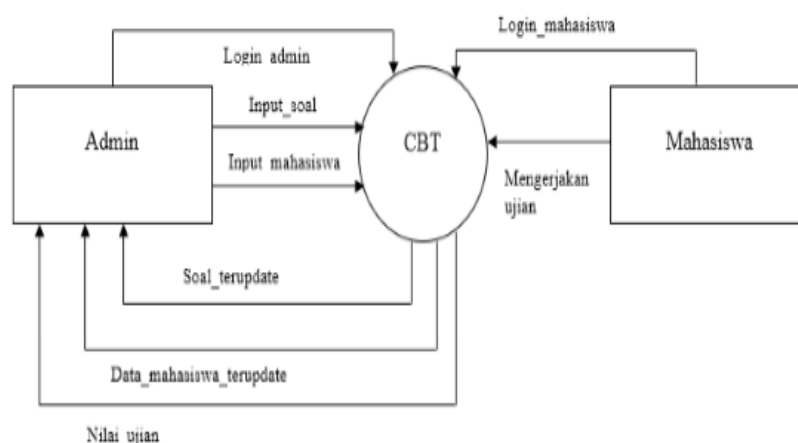 Login_mahasiswa
Login admin
Input_soal
Admin
CBT
Mahasiswa
Input mahasiswa
Mengerjakan
ujian
Soal_terupdate
Data_mahasiswa_terupdate
Nilai ujian